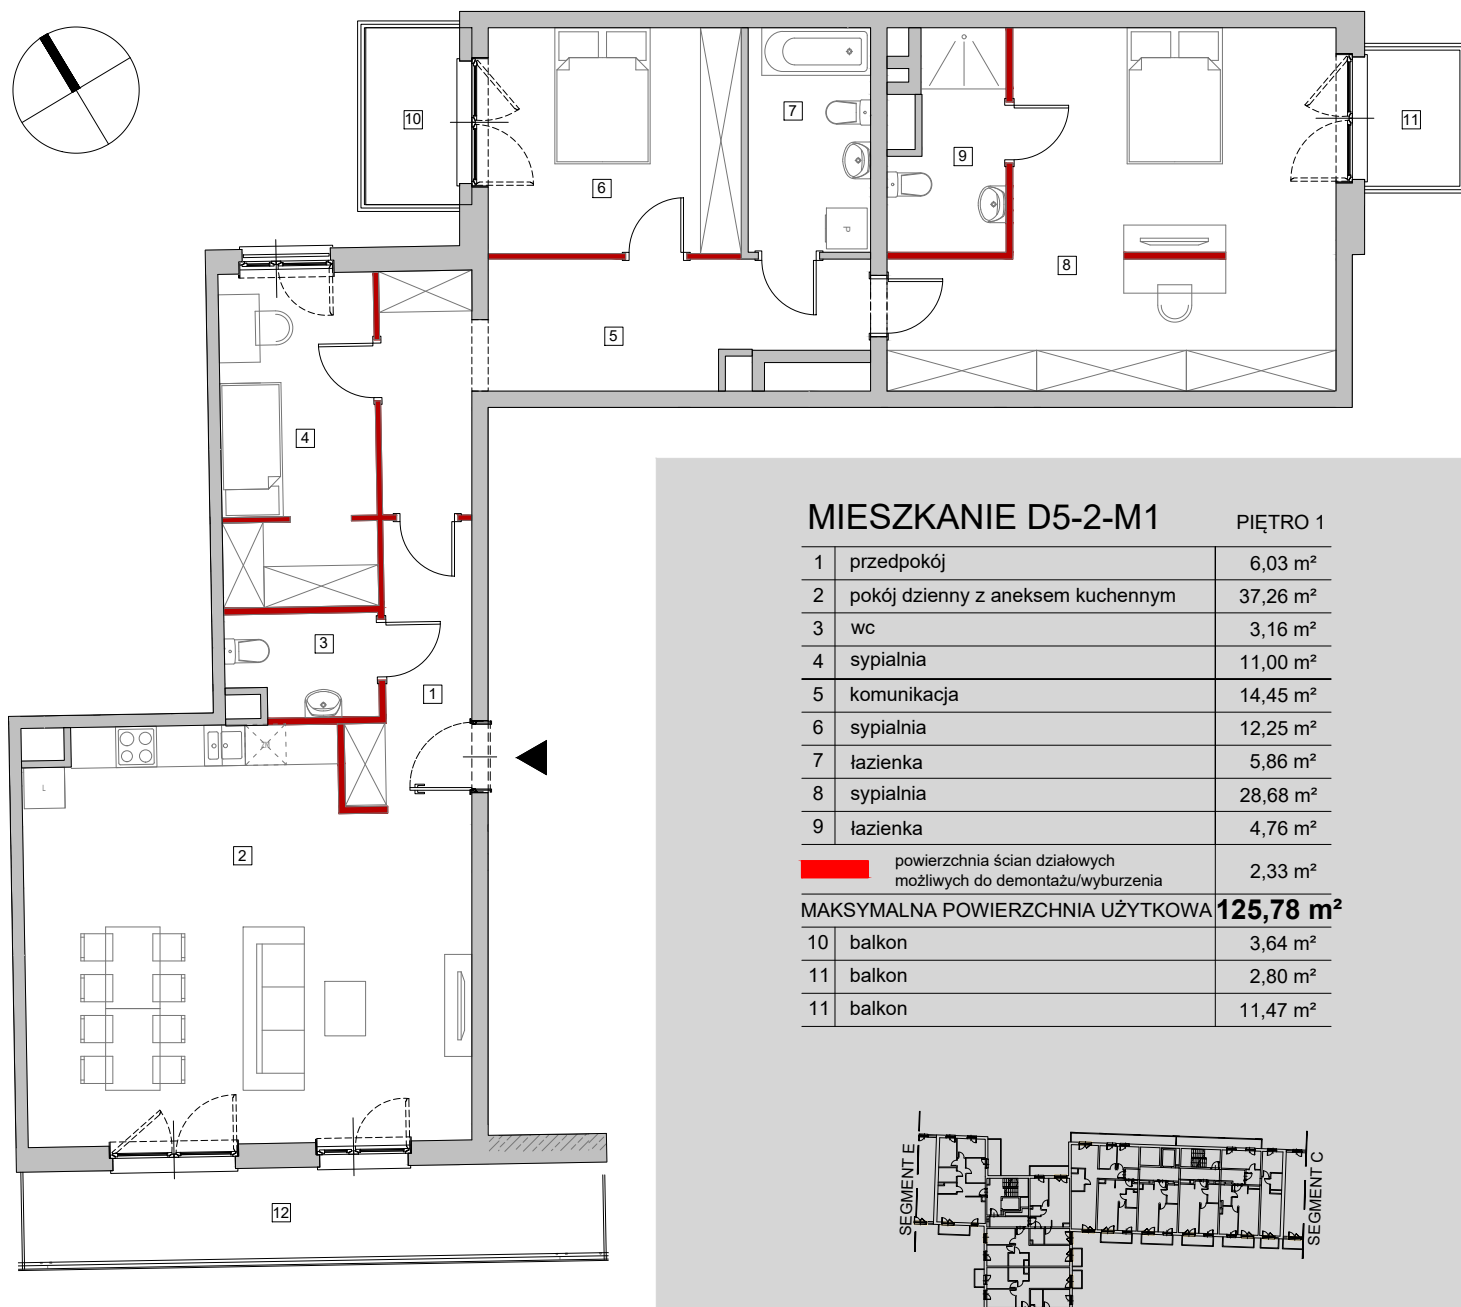 10
6
7
9
8
11
5
4
3
1
2
12
P
L
MIESZKANIE D5-2-M1 PIĘTRO 1
1 przedpokój 6,03 m²
2 pokój dzienny z aneksem kuchennym 37,26 m²
3 wc 3,16 m²
4 sypialnia 11,00 m²
5 komunikacja 14,45 m²
6 sypialnia 12,25 m²
7 łazienka 5,86 m²
8 sypialnia 28,68 m²
9 łazienka 4,76 m²
powierzchnia ścian działowych
możliwych do demontażu/wyburzenia 2,33 m²
MAKSYMALNA POWIERZCHNIA UŻYTKOWA 125,78 m²
10 balkon 3,64 m²
11 balkon 2,80 m²
11 balkon 11,47 m²
SEGMENT E
SEGMENT C